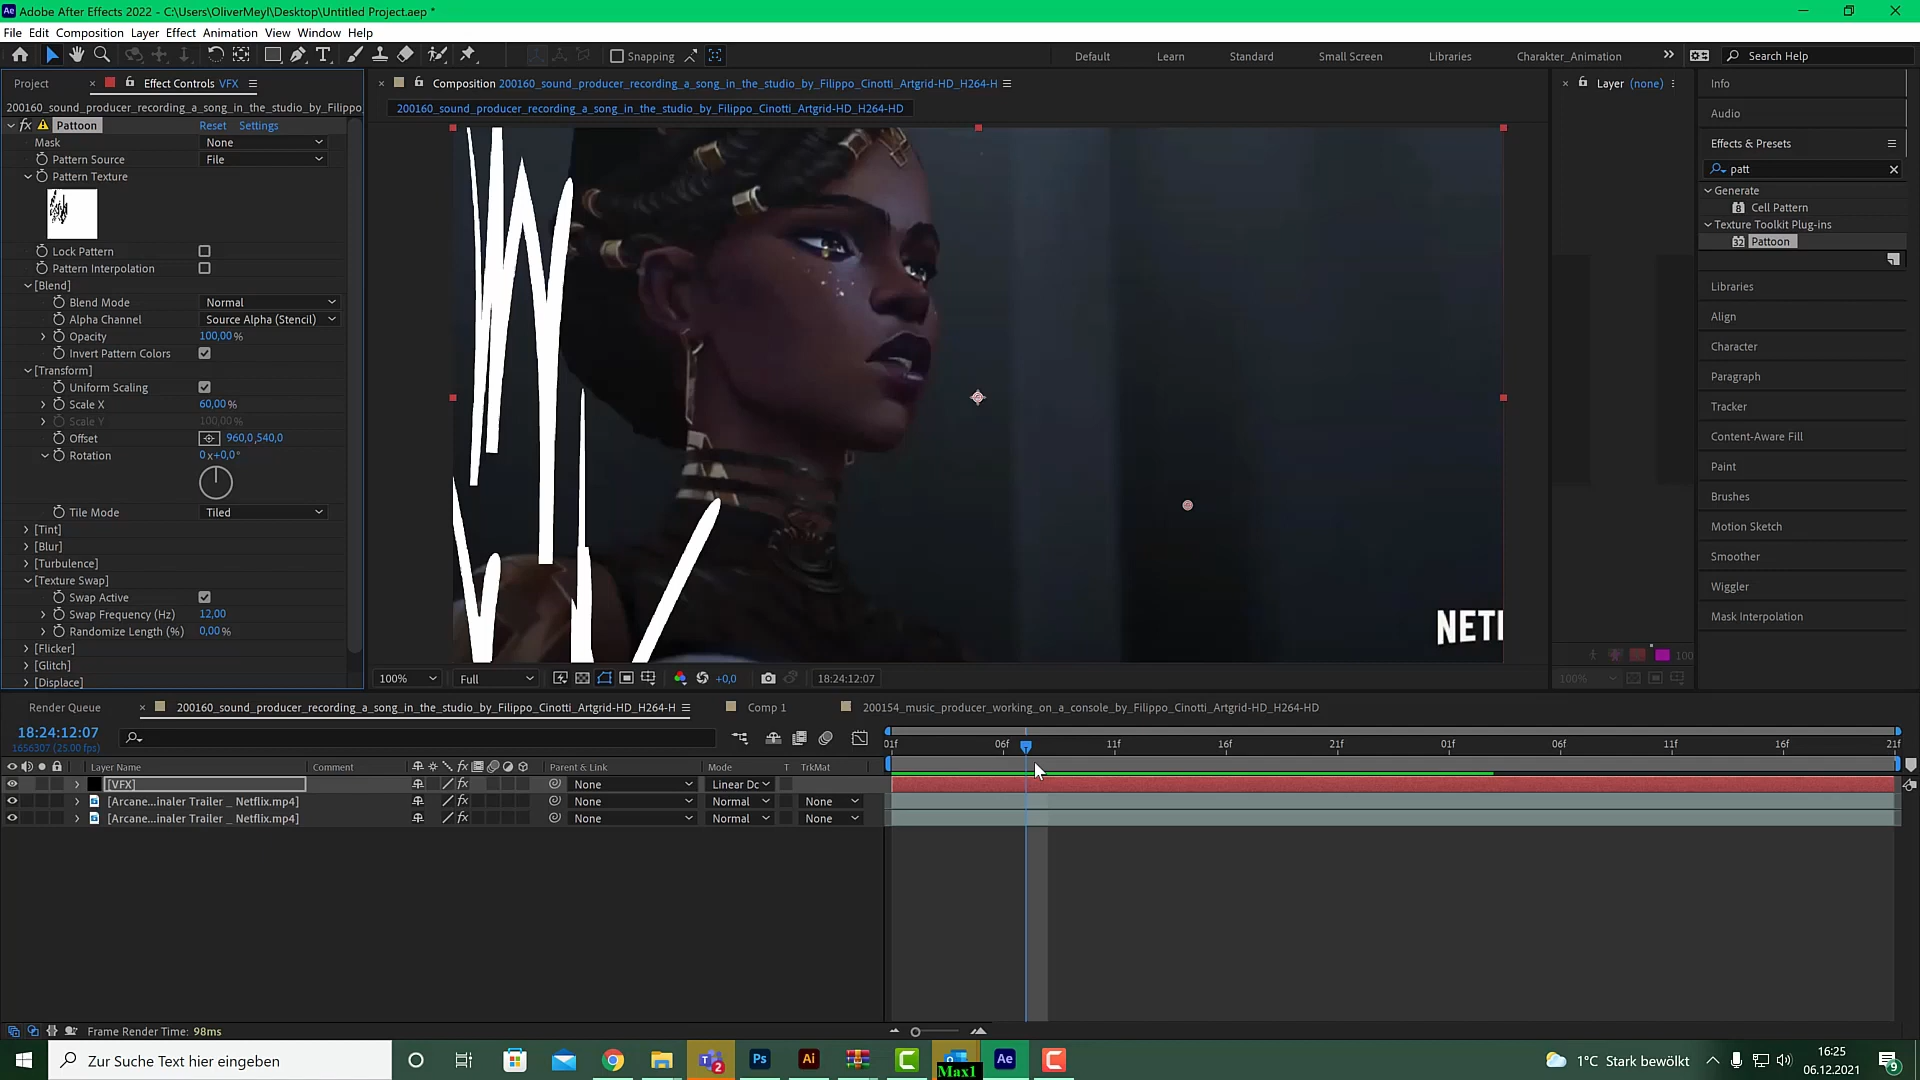 Adobe After Effects 2022 - C:\Users\OliverMeyl\Desktop\Untitled Project.aep *
File Edit Composition Layer Effect Animation View Window Help
Snapping
Default Learn Standard Small Screen Libraries Charakter_Animation
Search Help
Project
Effect Controls VFX
Composition 200160_sound_producer_recording_a_song_in_the_studio_by_Filippo_Cinotti_Artgrid-HD_H264-H
Layer (none)
Info
200160_sound_producer_recording_a_song_in_the_studio_by_Filippo
200160_sound_producer_recording_a_song_in_the_studio_by_Filippo_Cinotti_Artgrid-HD_H264-HD
Audio
Pattoon Reset Settings
Mask None
Pattern Source File
Pattern Texture
Lock Pattern
Pattern Interpolation
[Blend]
Blend Mode Normal
Alpha Channel Source Alpha (Stencil)
Opacity 100,00 %
Invert Pattern Colors
[Transform]
Uniform Scaling
Scale X 60,00 %
Scale Y 100,00 %
Offset 960,0,540,0
Rotation 0 x+0,0°
Tile Mode Tiled
[Tint]
[Blur]
[Turbulence]
[Texture Swap]
Swap Active
Swap Frequency (Hz) 12,00
Randomize Length (%) 0,00 %
[Flicker]
[Glitch]
[Displace]
NETF
Effects & Presets
patt
Generate
Cell Pattern
Texture Toolkit Plug-ins
Pattoon
Libraries
Align
Character
Paragraph
Tracker
Content-Aware Fill
Paint
Brushes
Motion Sketch
Smoother
Wiggler
Mask Interpolation
100% Full +0,0 18:24:12:07
100% 100
Render Queue
200160_sound_producer_recording_a_song_in_the_studio_by_Filippo_Cinotti_Artgrid-HD_H264-H
Comp 1
200154_music_producer_working_on_a_console_by_Filippo_Cinotti_Artgrid-HD_H264-HD
18:24:12:07
1656307 (25.00 fps)
01f 06f 11f 16f 21f 01f 06f 11f 16f 21f
Layer Name Comment Parent & Link Mode T TrkMat
[VFX] None Linear Dc
[Arcane...inaler Trailer _ Netflix.mp4] None Normal None
[Arcane...inaler Trailer _ Netflix.mp4] None Normal None
Frame Render Time: 98ms
Zur Suche Text hier eingeben
2
Ps
Ai
Max1
Ae
1°C Stark bewölkt
16:25
06.12.2021
9